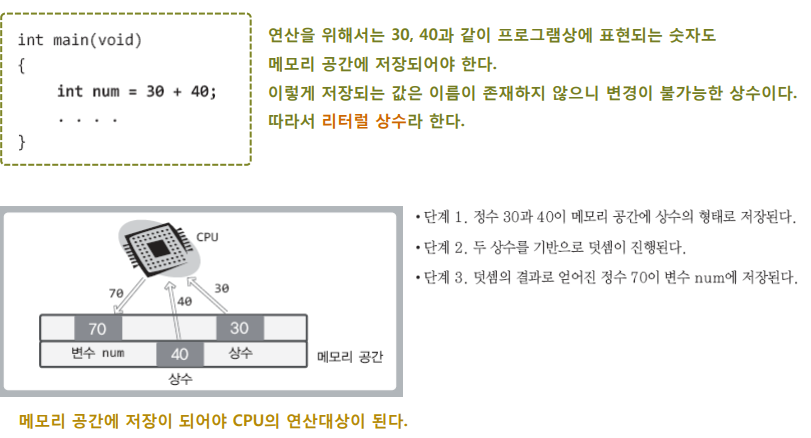 int main(void)
{
int num = 30 + 40;
. . . .
}
연산을 위해서는 30, 40과 같이 프로그램상에 표현되는 숫자도
메모리 공간에 저장되어야 한다.
이렇게 저장되는 값은 이름이 존재하지 않으니 변경이 불가능한 상수이다.
따라서 리터럴 상수라 한다.
CPU
70
40
30
70
30
변수 num
40
상수
메모리 공간
상수
• 단계 1. 정수 30과 40이 메모리 공간에 상수의 형태로 저장된다.
• 단계 2. 두 상수를 기반으로 덧셈이 진행된다.
• 단계 3. 덧셈의 결과로 얻어진 정수 70이 변수 num에 저장된다.
메모리 공간에 저장이 되어야 CPU의 연산대상이 된다.